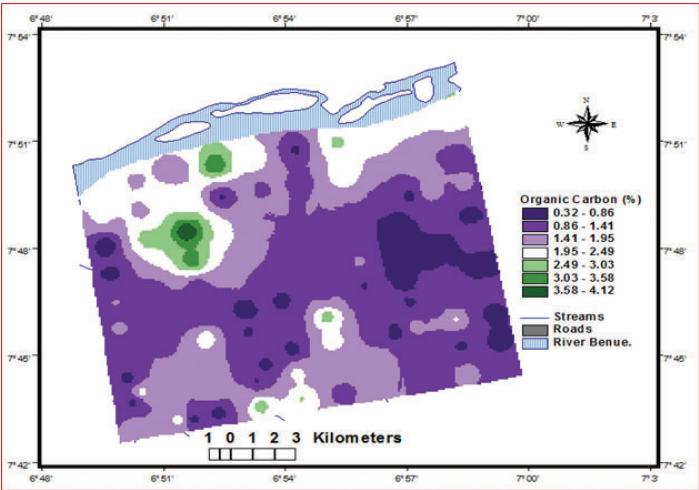 6° 48' 6° 51' 6° 54' 6° 57' 7° 00' 7° 3'
7° 54' 7° 54'
N
W E
S
7° 51' 7° 51'
Organic Carbon (%)
0.32 - 0.86
0.86 - 1.41
1.41 - 1.95
1.95 - 2.49
2.49 - 3.03
3.03 - 3.58
3.58 - 4.12
7° 48' 7° 48'
Streams
Roads
River Benue.
7° 45' 7° 45'
1 0 1 2 3 Kilometers
7° 42' 7° 42'
6° 48' 6° 51' 6° 54' 6° 57' 7° 00' 7° 3'